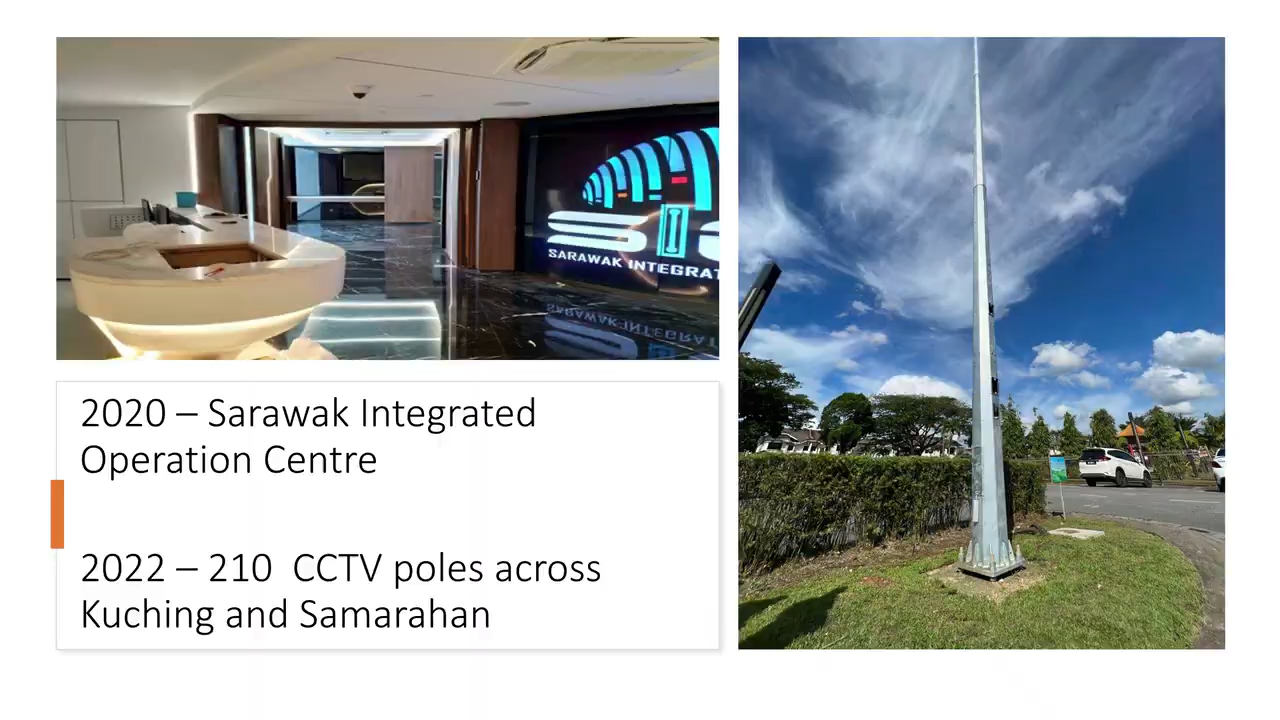 SARAWAK INTEGRAT
2020 – Sarawak Integrated
Operation Centre
2022 – 210  CCTV poles across
Kuching and Samarahan